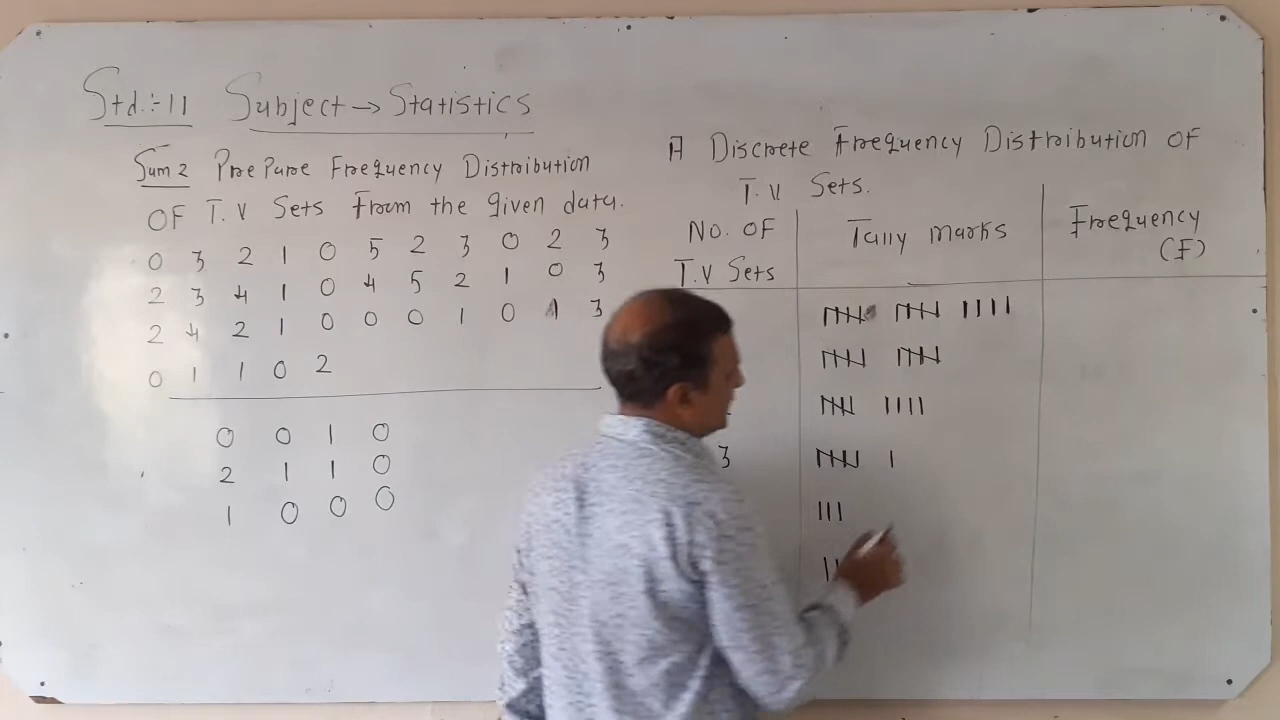 Std.:-11 Subject → Statistics
Sum 2 PrePare Frequency Distribution
OF T.V Sets From the given data.
0 3 2 1 0 5 2 3 0 2 3
2 3 4 1 0 4 5 2 1 0 3
2 4 2 1 0 0 0 1 0 1 3
0 1 1 0 2
0 0 1 0
2 1 1 0
1 0 0 0
A Discrete Frequency Distribution OF
T.V Sets.
No. OF Tally marks Frequency
T.V Sets (F)
3